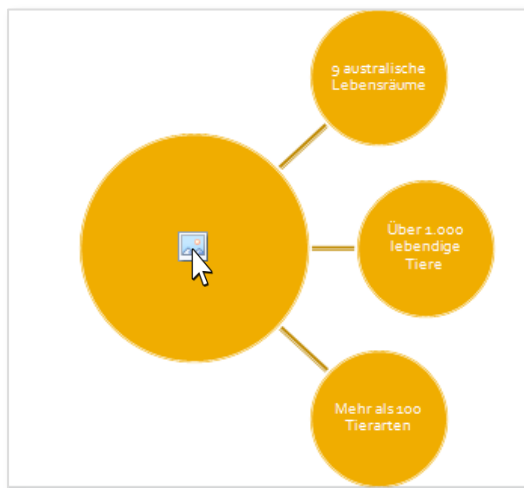 9 australische
Lebensräume
Über 1.000
lebendige
Tiere
Mehr als 100
Tierarten